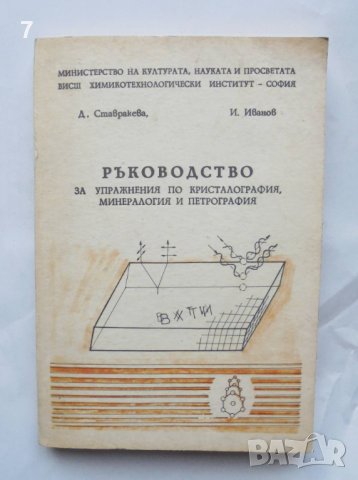 7
МИНИСТЕРСТВО НА КУЛТУРАТА, НАУКАТА И ПРОСВЕТАТА
ВИСШ ХИМИКОТЕХНОЛОГИЧЕСКИ ИНСТИТУТ - СОФИЯ
Д. Ставракева, И. Иванов
РЪКОВОДСТВО
ЗА УПРАЖНЕНИЯ ПО КРИСТАЛОГРАФИЯ,
МИНЕРАЛОГИЯ И ПЕТРОГРАФИЯ
ВХТИ
BAZAR